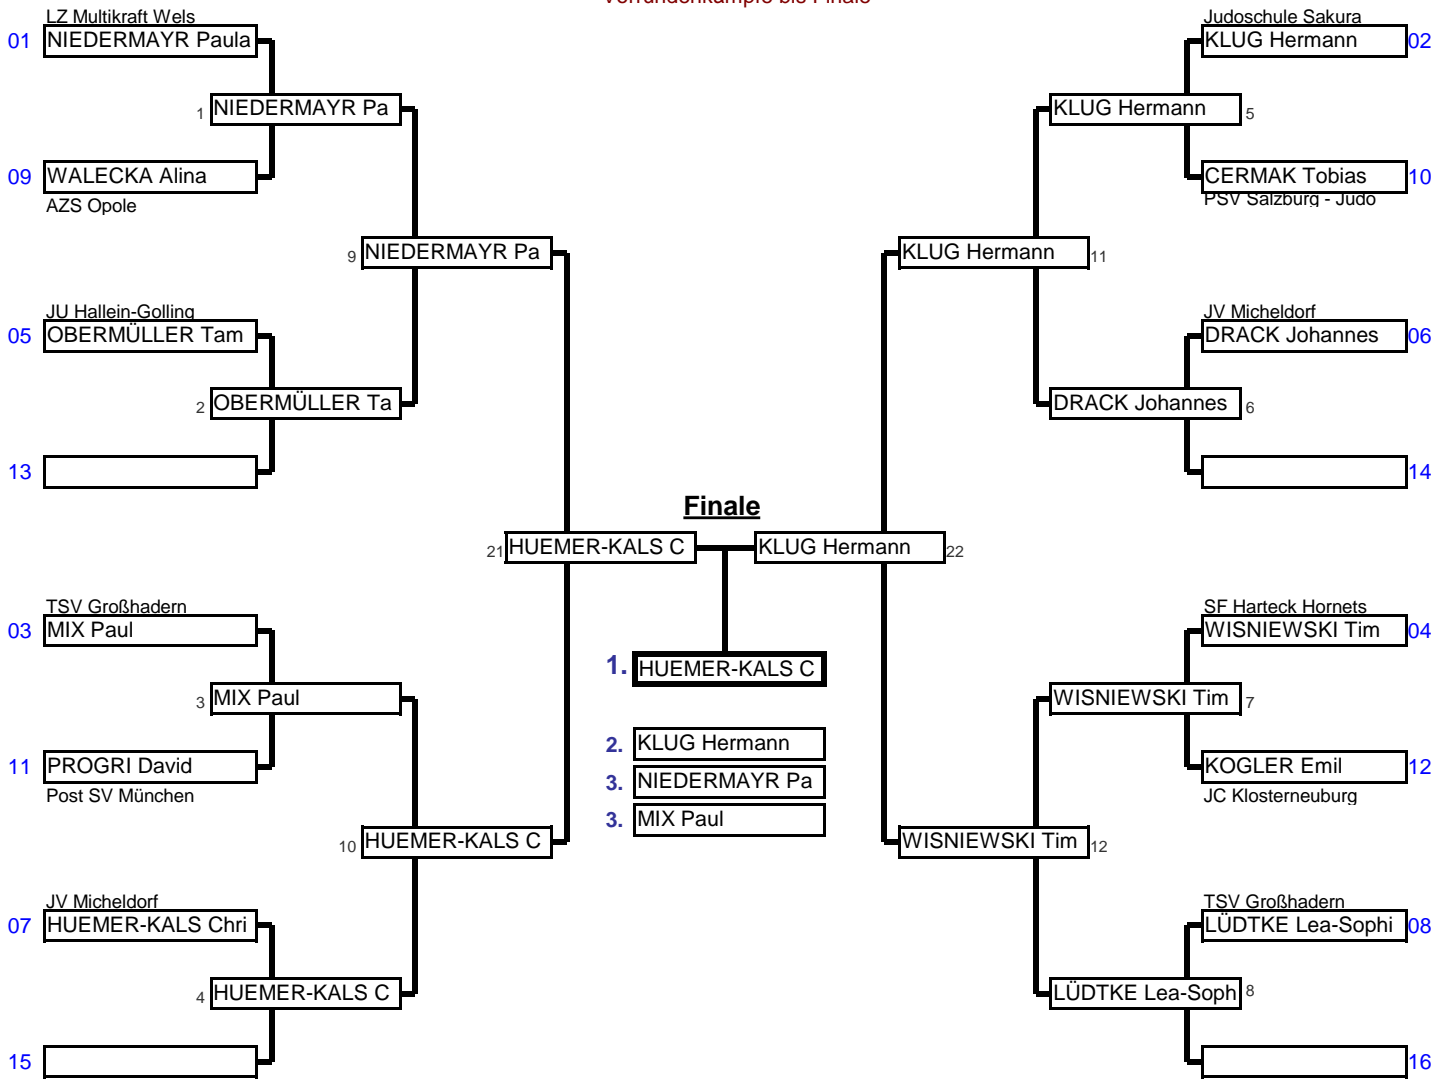 Vorrundenkämpfe bis Finale
LZ Multikraft Wels
01 NIEDERMAYR Paula
1 NIEDERMAYR Pa
09 WALECKA Alina
AZS Opole
9 NIEDERMAYR Pa
JU Hallein-Golling
05 OBERMÜLLER Tam
2 OBERMÜLLER Ta
13
21 HUEMER-KALS C
TSV Großhadern
03 MIX Paul
3 MIX Paul
11 PROGRI David
Post SV München
10 HUEMER-KALS C
JV Micheldorf
07 HUEMER-KALS Chri
4 HUEMER-KALS C
15
Finale
1. HUEMER-KALS C
2. KLUG Hermann
3. NIEDERMAYR Pa
3. MIX Paul
Judoschule Sakura
KLUG Hermann 02
KLUG Hermann 5
CERMAK Tobias 10
PSV Salzburg - Judo
KLUG Hermann 11
JV Micheldorf
DRACK Johannes 06
DRACK Johannes 6
14
KLUG Hermann 22
SF Harteck Hornets
WISNIEWSKI Tim 04
WISNIEWSKI Tim 7
KOGLER Emil 12
JC Klosterneuburg
WISNIEWSKI Tim 12
TSV Großhadern
LÜDTKE Lea-Sophi 08
LÜDTKE Lea-Soph 8
16